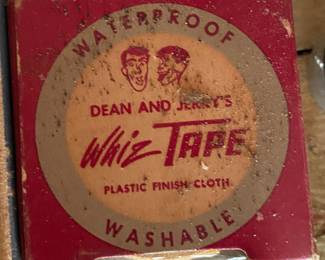 WATERPROOF
DEAN AND JERRY'S
Whiz TAPE
PLASTIC FINISH CLOTH
WASHABLE